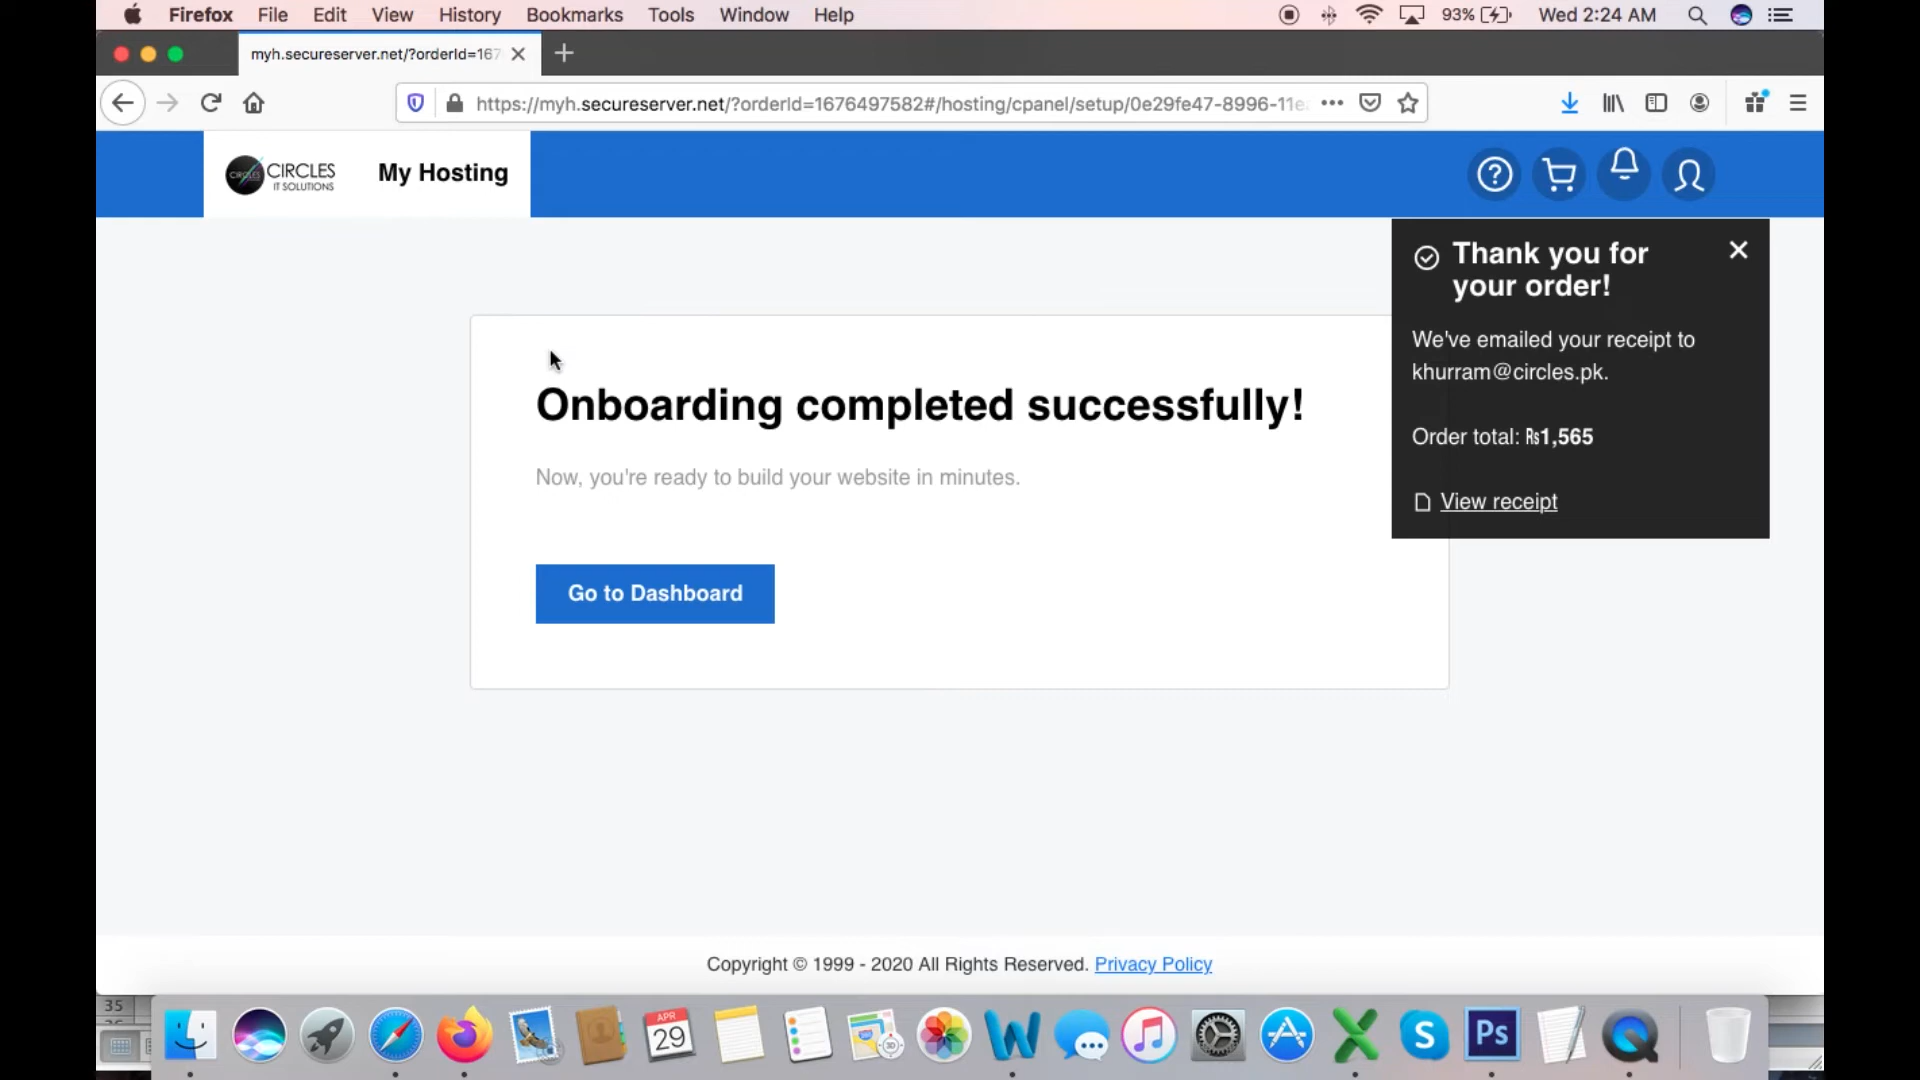 Firefox File Edit View History Bookmarks Tools Window Help
93% Wed 2:24 AM
myh.secureserver.net/?orderId=167
https://myh.secureserver.net/?orderId=1676497582#/hosting/cpanel/setup/0e29fe47-8996-11e
CIRCLES
IT SOLUTIONS
My Hosting
Thank you for
your order!
We've emailed your receipt to
khurram@circles.pk.
Order total: ₨1,565
View receipt
Onboarding completed successfully!
Now, you're ready to build your website in minutes.
Go to Dashboard
Copyright © 1999 - 2020 All Rights Reserved. Privacy Policy
35
APR
29
Ps